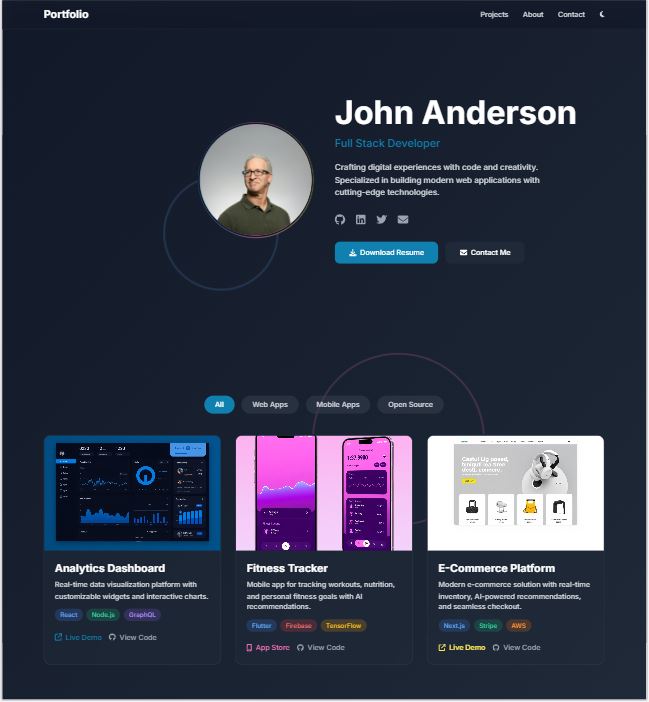 Portfolio
Projects About Contact
John Anderson
Full Stack Developer
Crafting digital experiences with code and creativity.
Specialized in building modern web applications with
cutting-edge technologies.
Download Resume Contact Me
All Web Apps Mobile Apps Open Source
Analytics Dashboard
Real-time data visualization platform with
customizable widgets and interactive charts.
React Node.js GraphQL
Live Demo View Code
Fitness Tracker
Mobile app for tracking workouts, nutrition,
and personal fitness goals with AI
recommendations.
Flutter Firebase TensorFlow
App Store View Code
E-Commerce Platform
Modern e-commerce solution with real-time
inventory, AI-powered recommendations,
and seamless checkout.
Next.js Stripe AWS
Live Demo View Code